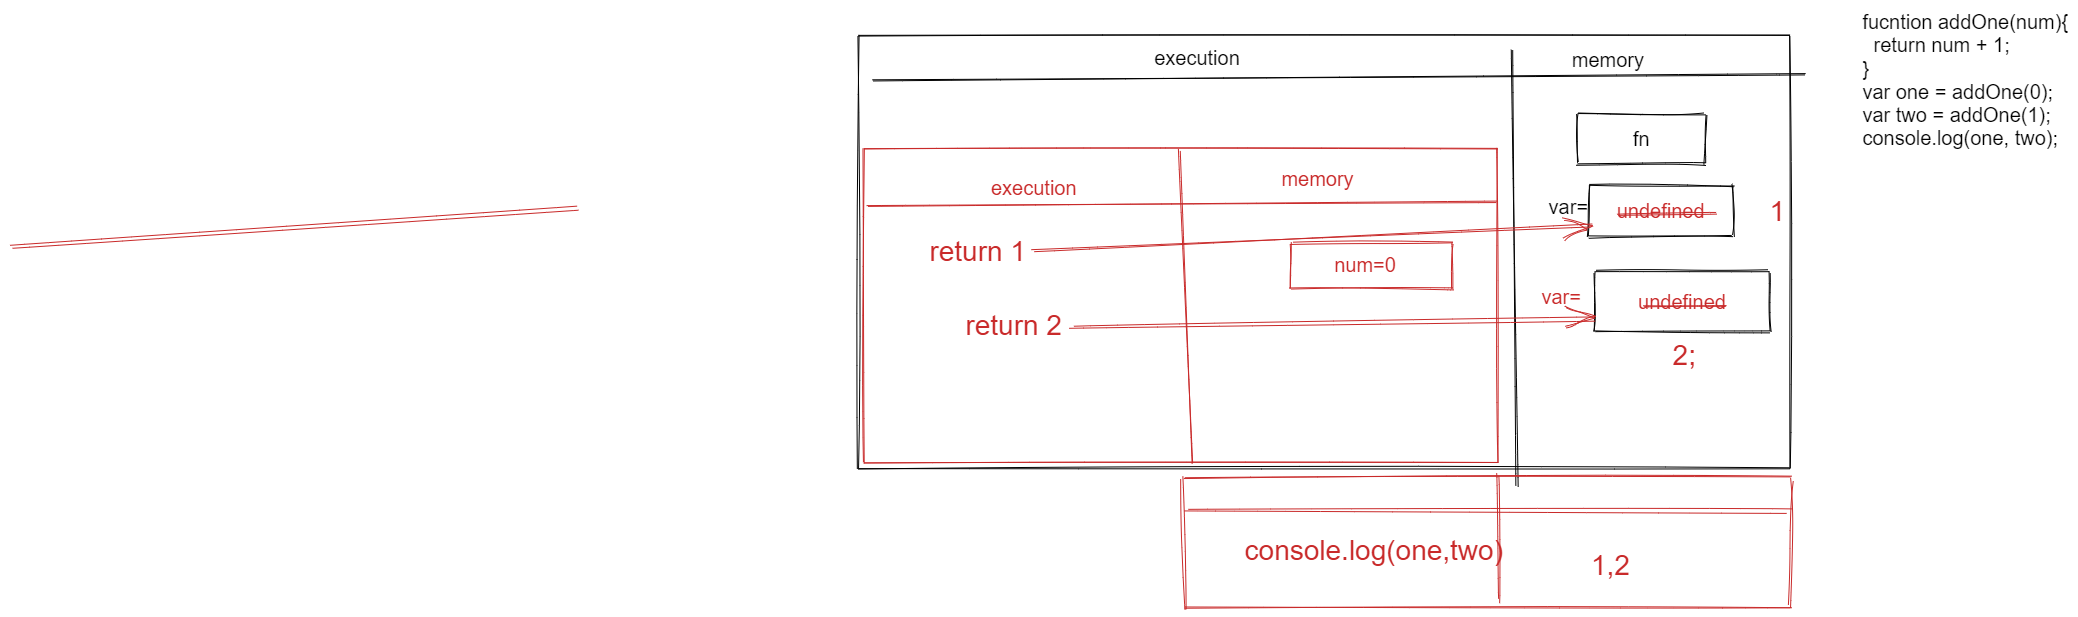 execution
memory
fucntion addOne(num){
return num + 1;
}
var one = addOne(0);
var two = addOne(1);
console.log(one, two);
fn
execution
memory
var=
undefined
1
return 1
num=0
var=
undefined
return 2
2;
console.log(one,two)
1,2